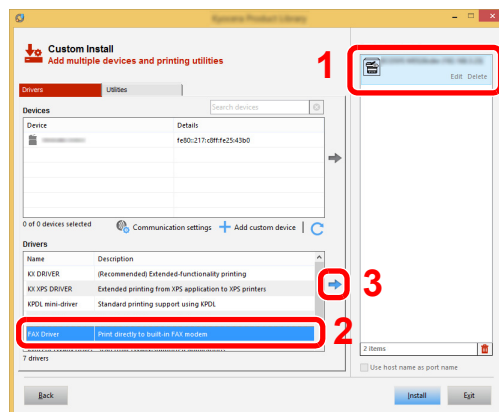 Custom
Install
Add multiple devices and printing utilities
1
Edit Delete
Drivers Utilities
Devices Search devices
Device Details
fe80::217:c8ff:fe25:43b0
0 of 0 devices selected Communication settings Add custom device
Drivers
Name Description
KX DRIVER (Recommended) Extended-functionality printing
KX XPS DRIVER Extended printing from XPS application to XPS printers
KPDL mini-driver Standard printing support using KPDL
3
FAX Driver Print directly to built-in FAX modem
2
7 drivers
2 items
Use host name as port name
Back Install Exit